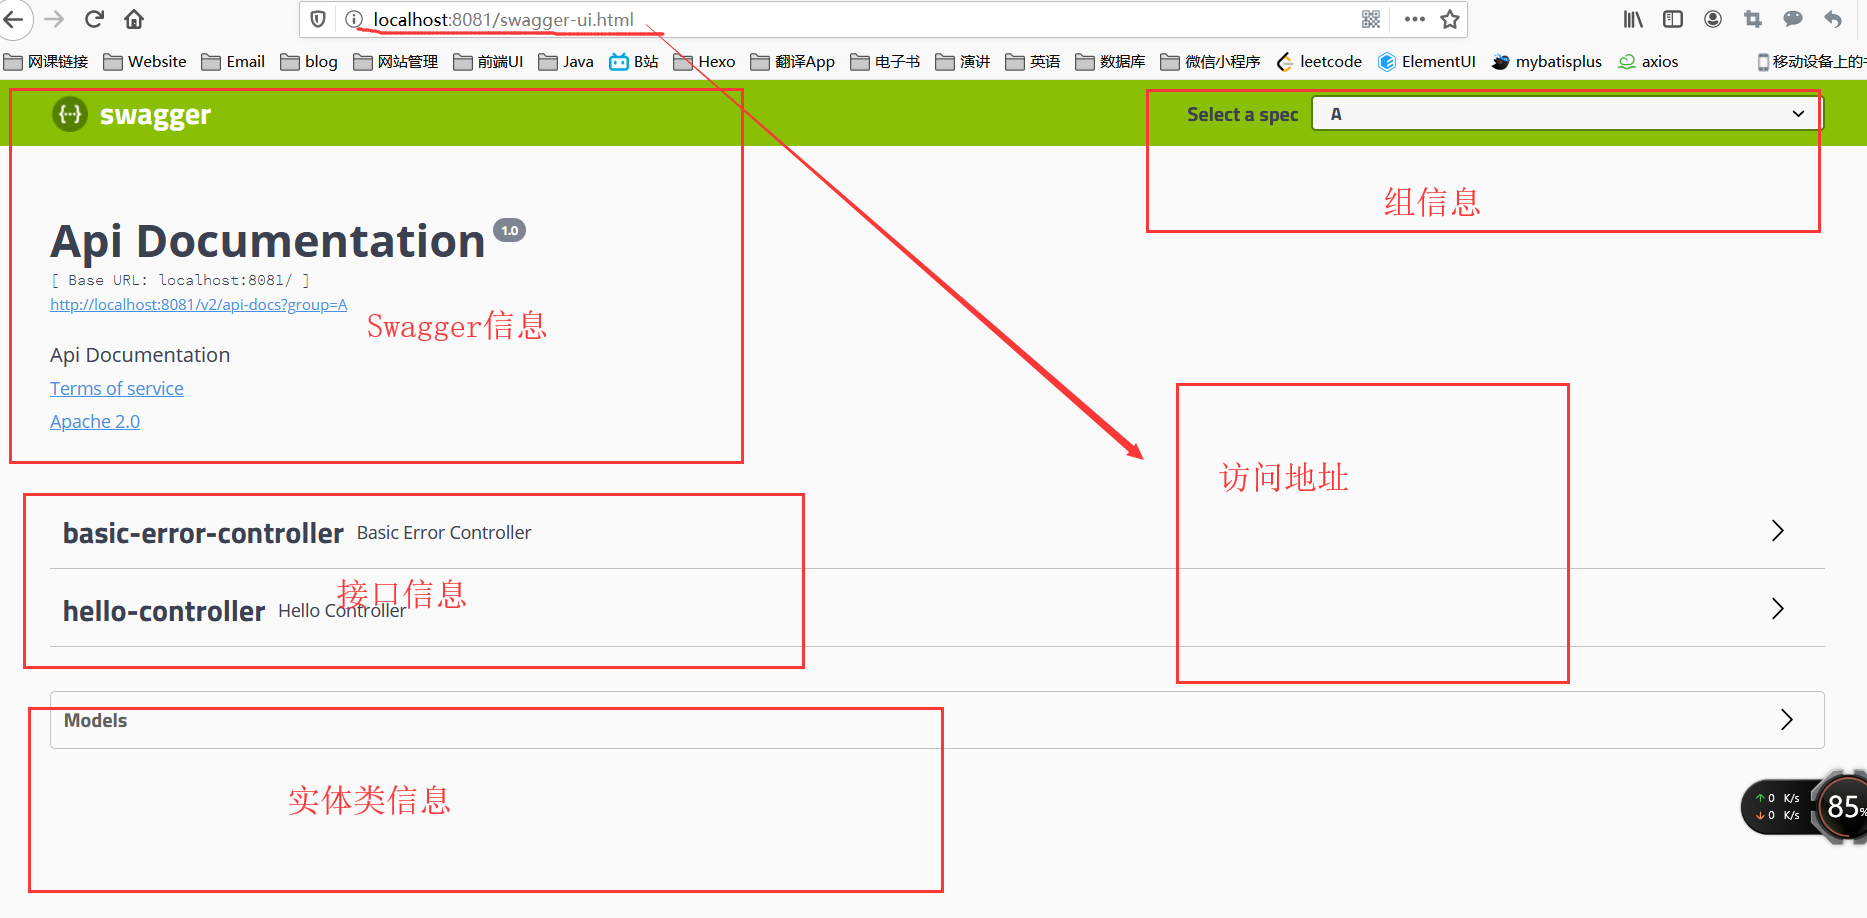 localhost:8081/swagger-ui.html
网课链接 Website Email blog 网站管理 前端UI Java B站 Hexo 翻译App 电子书 演讲 英语 数据库 微信小程序 leetcode ElementUI mybatisplus axios 移动设备上的
swagger
Select a spec A
组信息
Api Documentation 1.0
[ Base URL: localhost:8081/ ]
http://localhost:8081/v2/api-docs?group=A
Swagger信息
Api Documentation
Terms of service
Apache 2.0
访问地址
basic-error-controller Basic Error Controller
接口信息
hello-controller Hello Controller
Models
实体类信息
0 K/s
0 K/s
85%